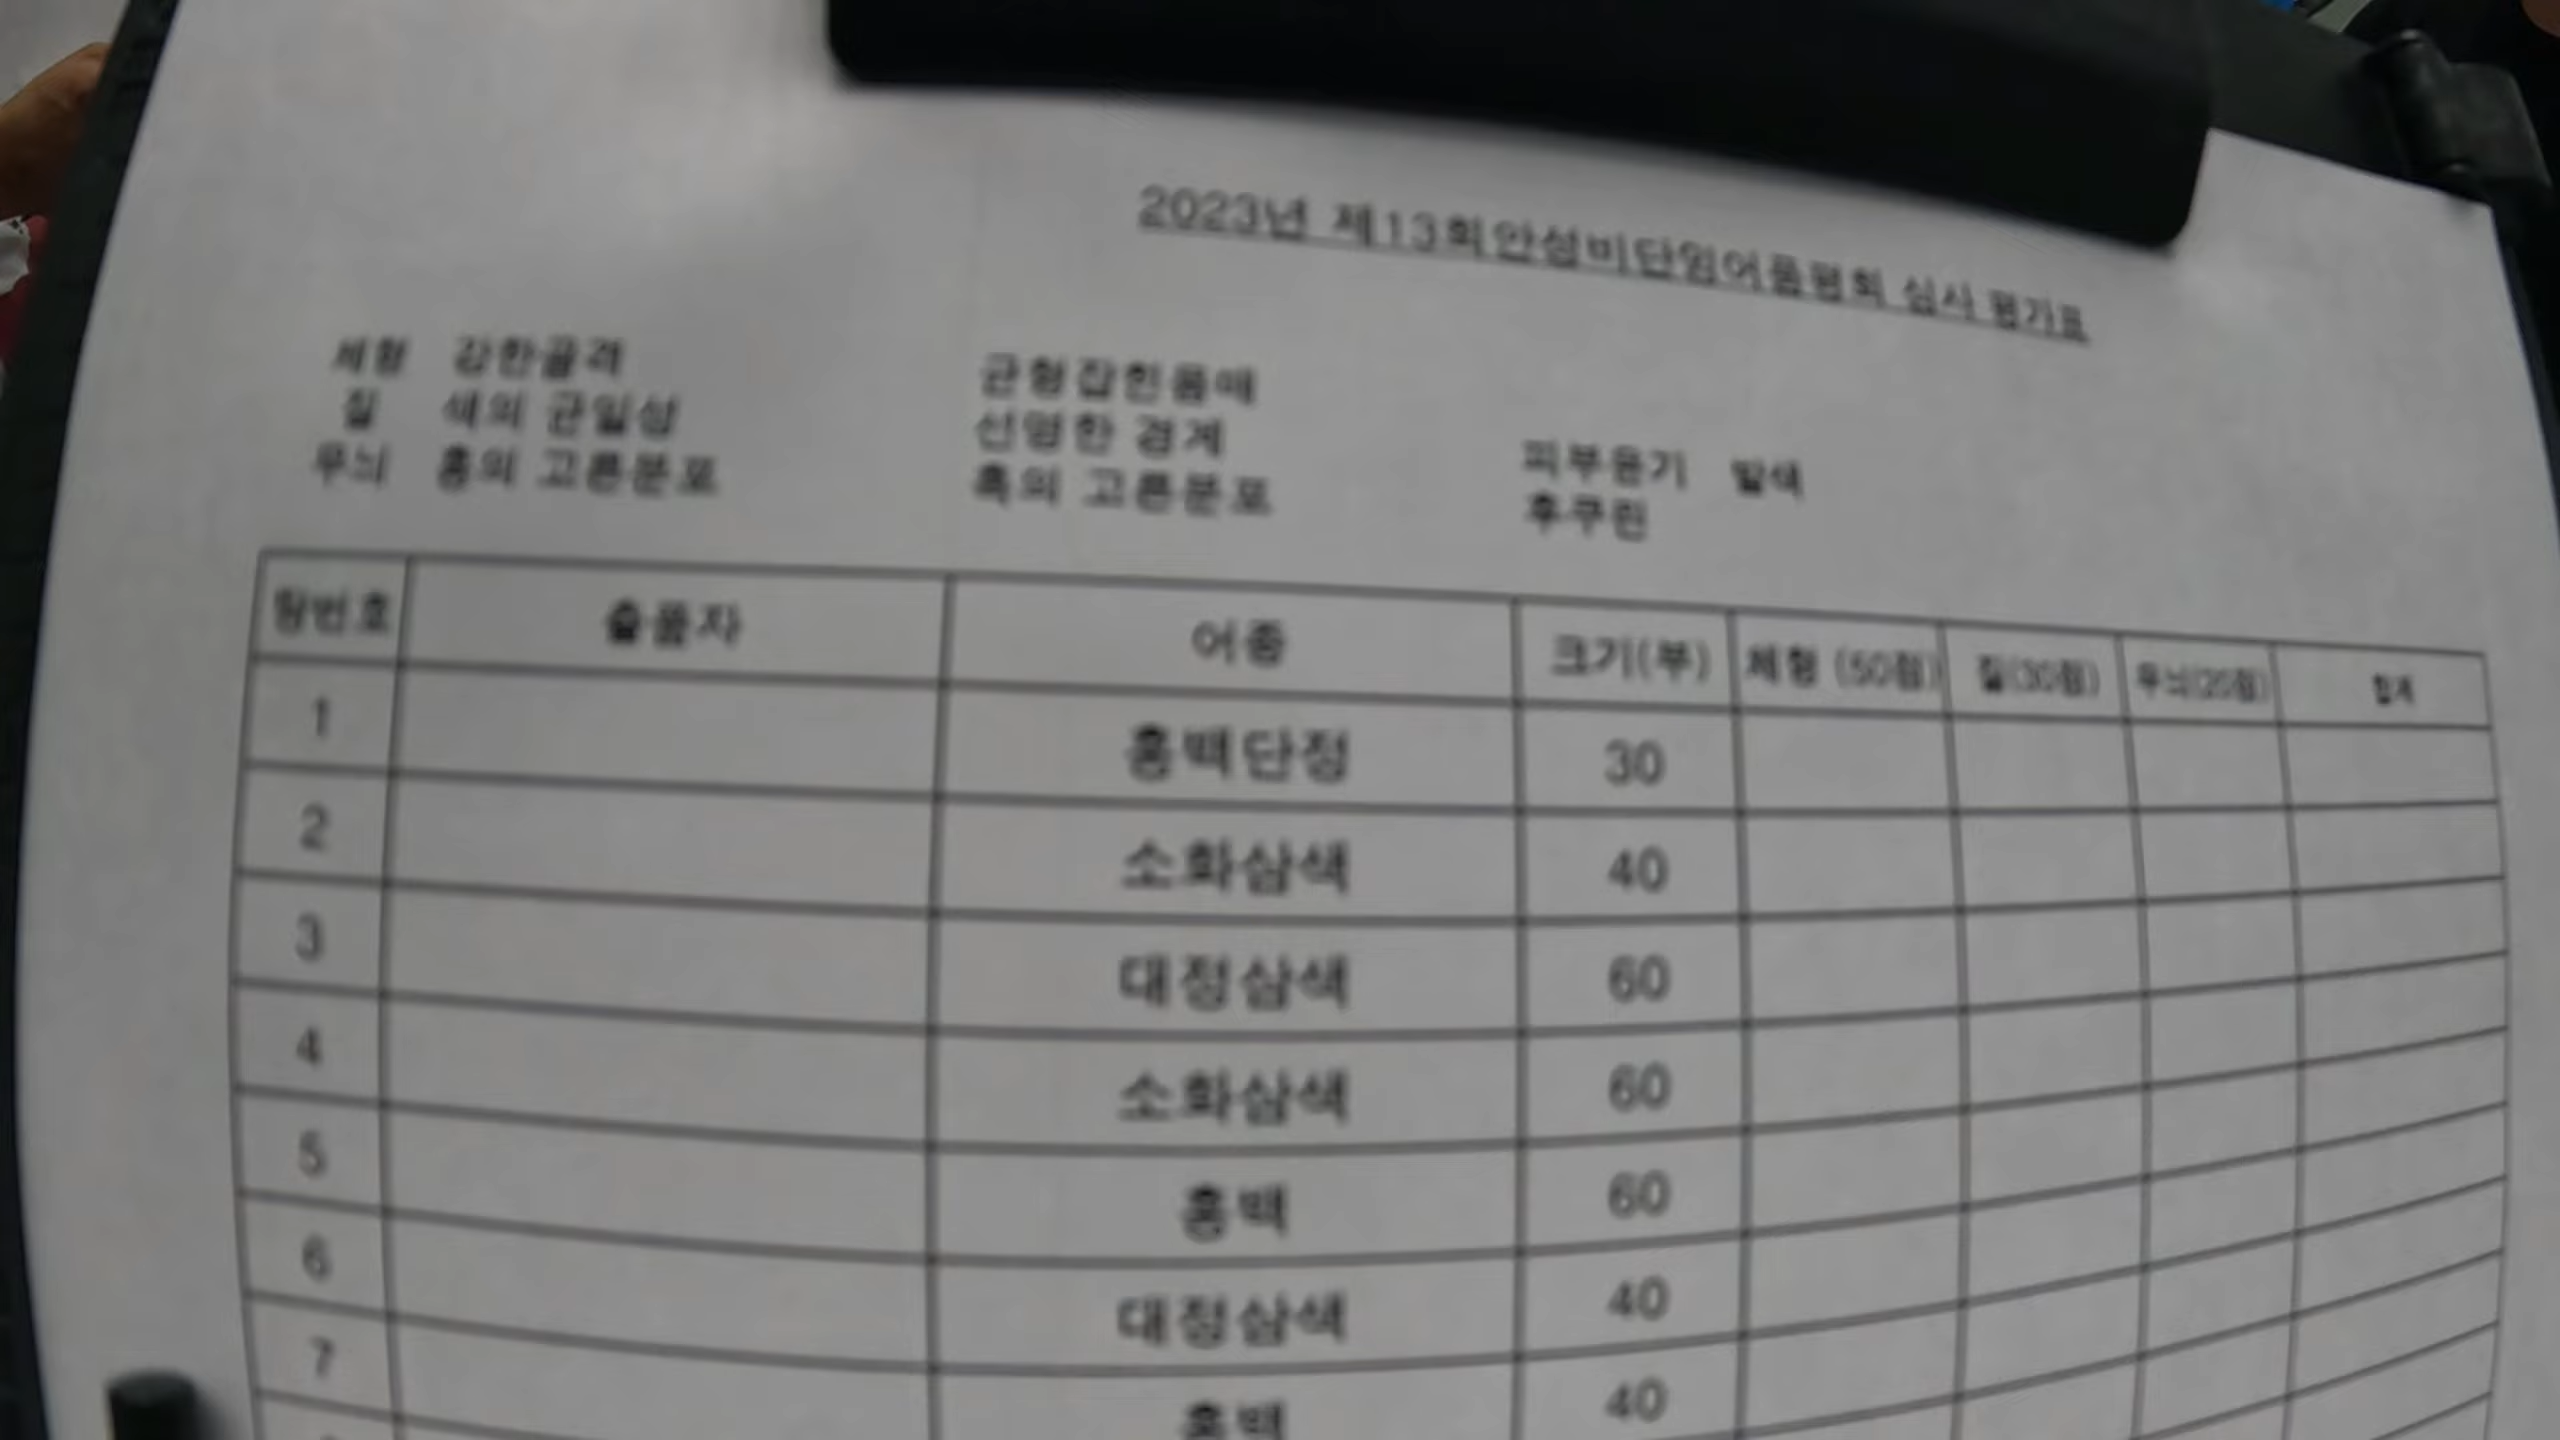 2023년 제13회안성비단잉어품평회 심사 평가표
체형 강한골격 균형잡힌몸매
질 색의 균일성 선명한 경계 피부윤기 발색
무늬 홍의 고른분포 흑의 고른분포 후쿠린
탕번호 출품자 어종 크기(부) 체형 (50점) 질(30점) 무늬(20점) 합계
1 홍백단정 30
2 소화삼색 40
3 대정삼색 60
4 소화삼색 60
5 홍백 60
6 대정삼색 40
7 홍백 40